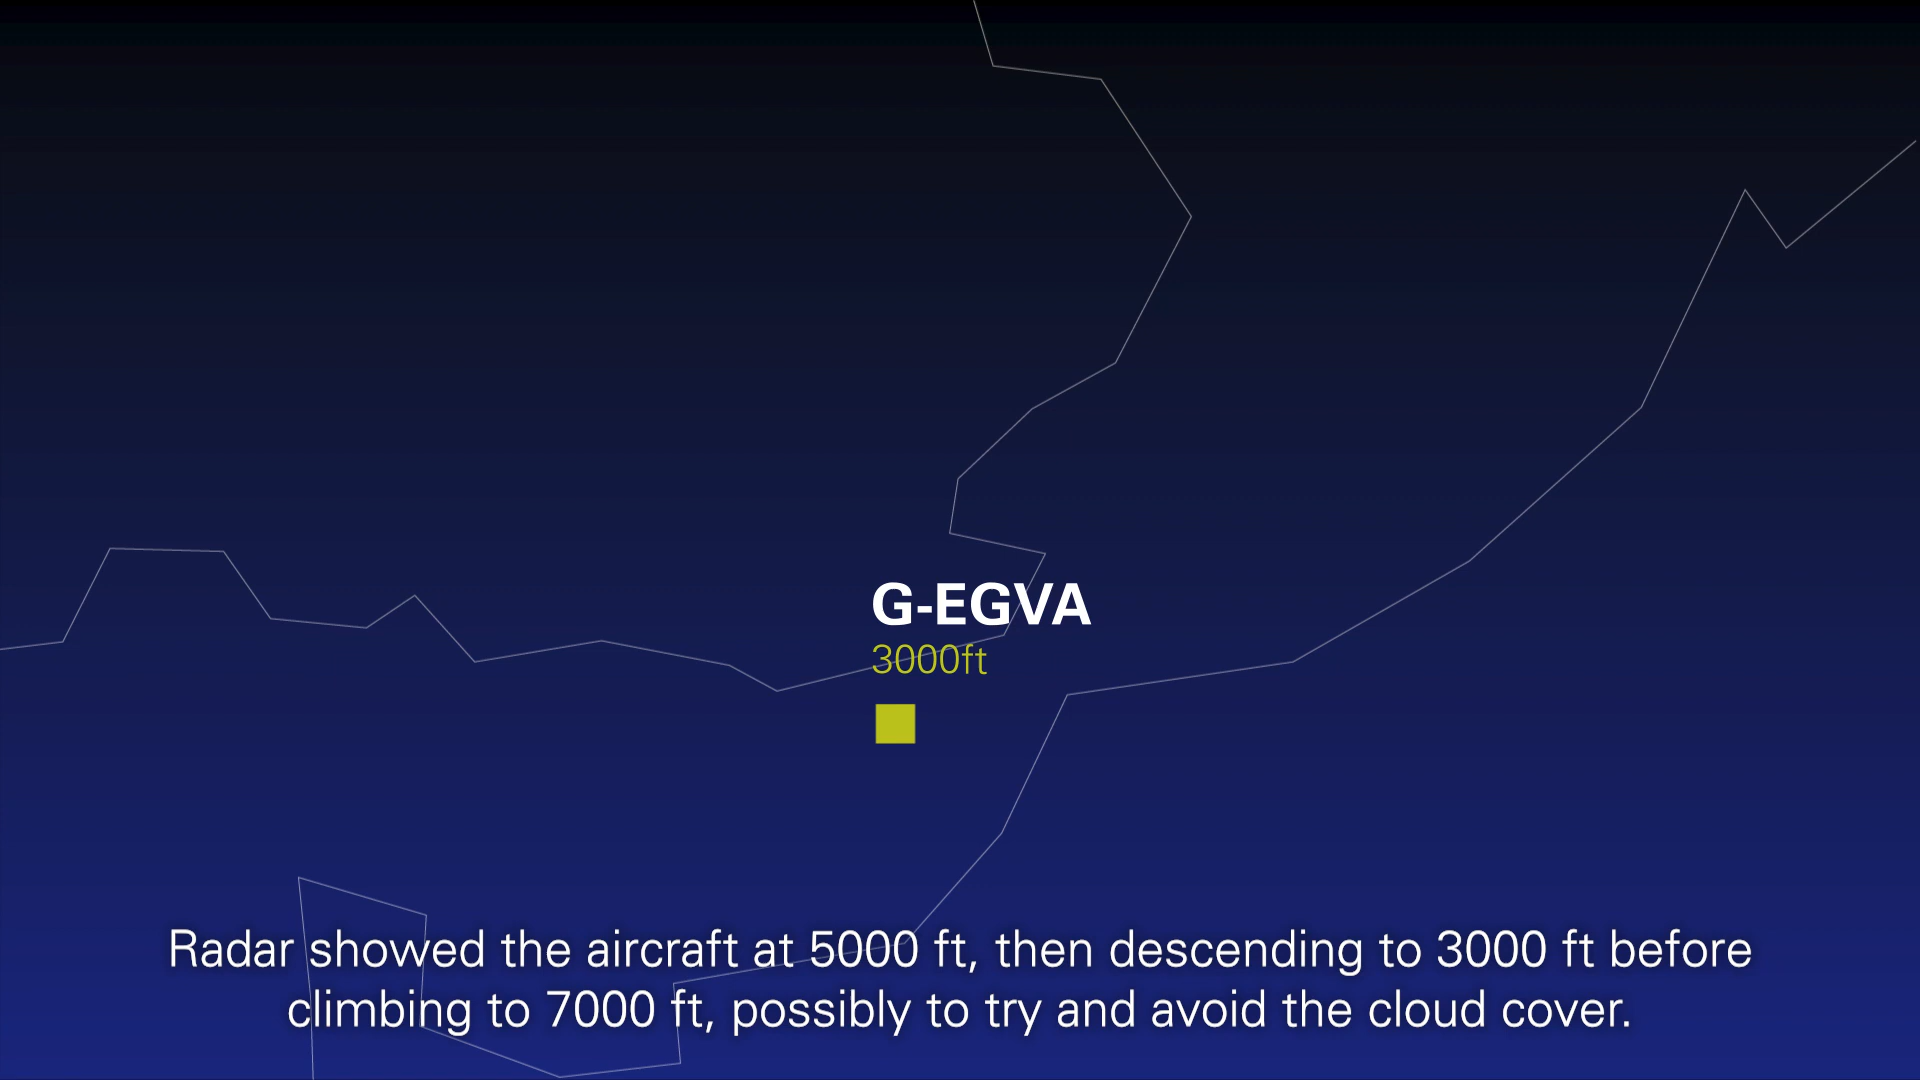 G-EGVA
3000ft
Radar showed the aircraft at 5000 ft, then descending to 3000 ft before
climbing to 7000 ft, possibly to try and avoid the cloud cover.